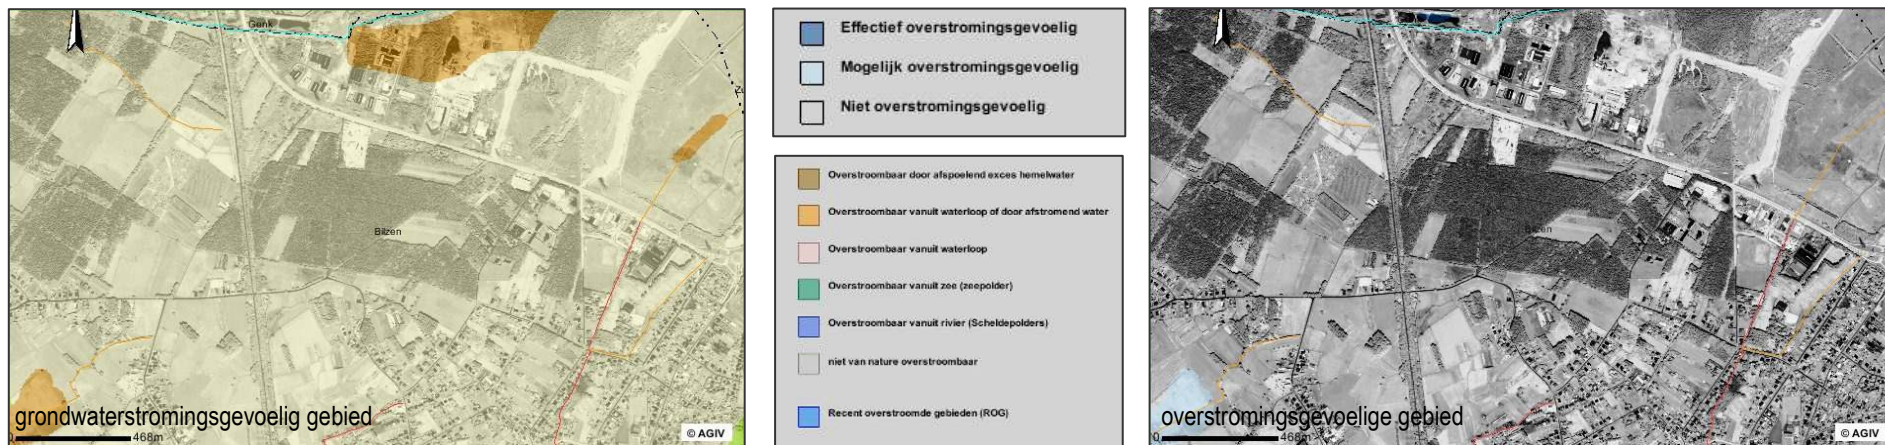 Genk
Bilzen
grondwaterstromingsgevoelig gebied
0
468m
© AGIV
Effectief overstromingsgevoelig
Mogelijk overstromingsgevoelig
Niet overstromingsgevoelig
Overstroombaar door afspoelend exces hemelwater
Overstroombaar vanuit waterloop of door afstromend water
Overstroombaar vanuit waterloop
Overstroombaar vanuit zee (zeepolder)
Overstroombaar vanuit rivier (Scheldepolders)
niet van nature overstroombaar
Recent overstroomde gebieden (ROG)
Bilzen
overstromingsgevoelige gebied
0
468m
© AGIV